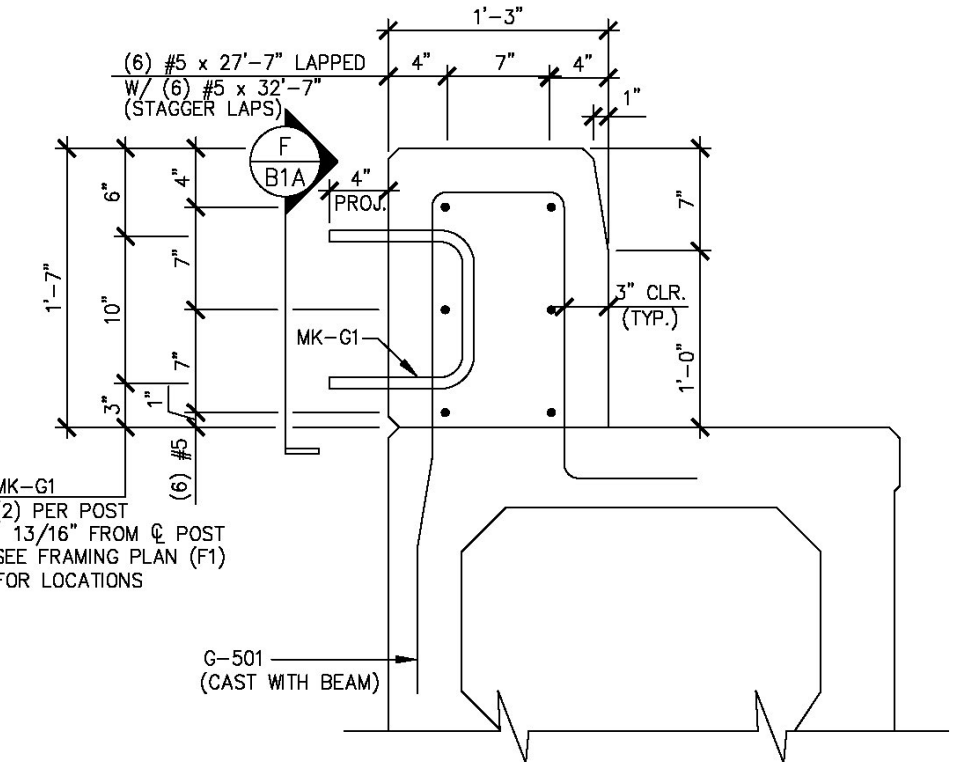 1'-3"
(6) #5 x 27'-7" LAPPED
W/ (6) #5 x 32'-7"
(STAGGER LAPS)
4" 7" 4"
1"
F
B1A
4"
PROJ.
6"
4"
7"
7"
1'-7"
10"
3" CLR.
(TYP.)
MK-G1
7"
1'-0"
3"
1"
(6) #5
MK-G1
(2) PER POST
13/16" FROM ℄ POST
SEE FRAMING PLAN (F1)
FOR LOCATIONS
G-501
(CAST WITH BEAM)